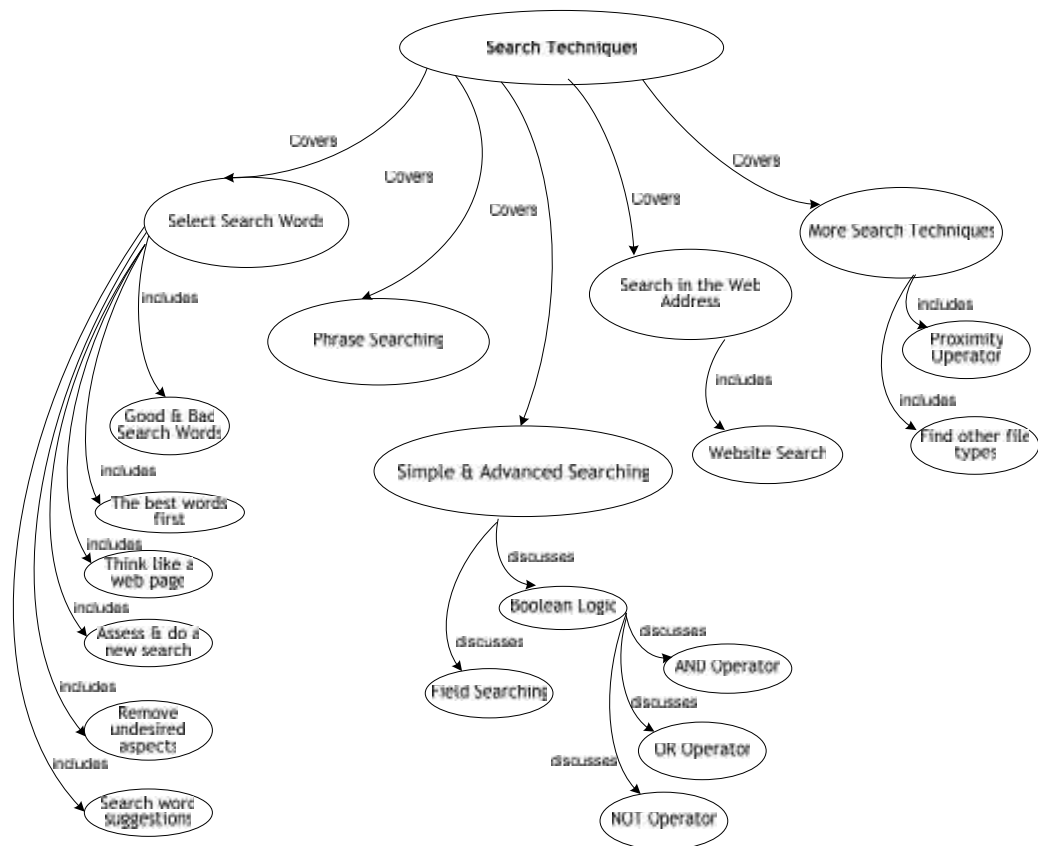 Search Techniques
Covers
Covers
Covers
Covers
Covers
Select Search Words
More Search Techniques
Search in the Web
Address
Phrase Searching
includes
includes
Proximity
Operator
includes
includes
Good & Bad
Search Words
Find other file
types
Website Search
Simple & Advanced Searching
includes
The best words
first
includes
Think like a
web page
discusses
Boolean Logic
includes
Assess & do a
new search
discusses
discusses
AND Operator
Field Searching
includes
Remove
undesired
aspects
discusses
OR Operator
includes
discusses
Search word
suggestions
NOT Operator